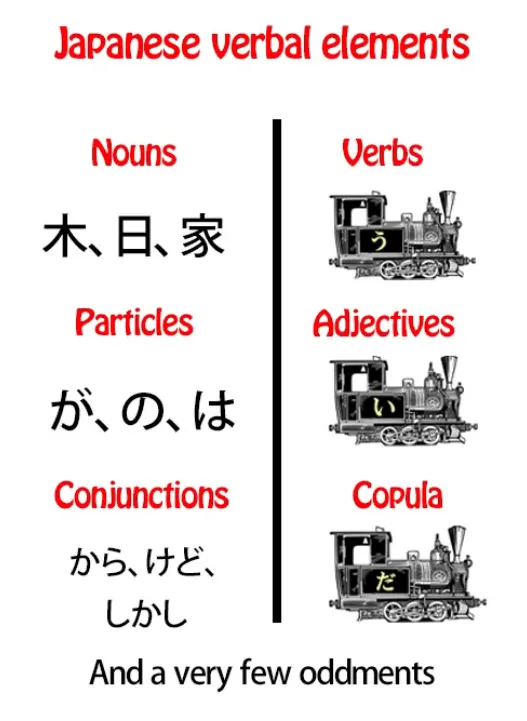 Japanese verbal elements
Nouns
木、日、家
Particles
が、の、は
Conjunctions
から、けど、
しかし
Verbs
う
Adjectives
い
Copula
だ
And a very few oddments